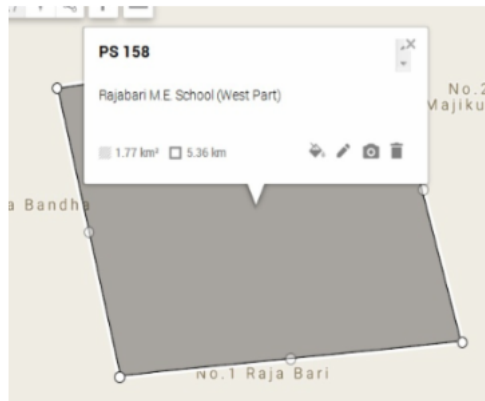 PS 158
Rajabari M.E. School (West Part)
1.77 km² 5.36 km
No.2
Majiku
a Bandha
No.1 Raja Bari